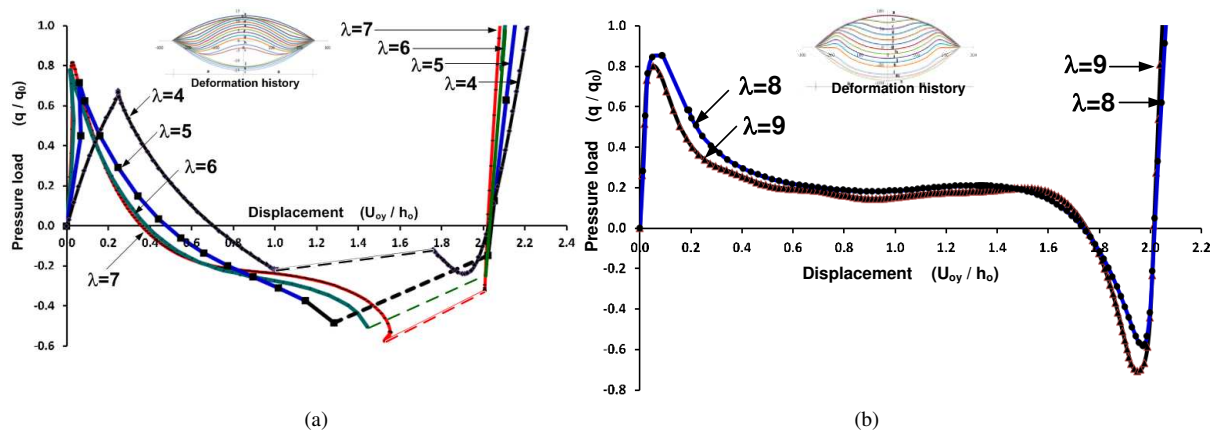 Pressure load (q / q₀)
1.0
0.8
0.6
0.4
0.2
0.0
-0.2
-0.4
-0.6
0.0 0.2 0.4 0.6 0.8 1.0 1.2 1.4 1.6 1.8 2.0 2.2 2.4
Displacement (Uoy / ho)
Deformation history
λ=4
λ=5
λ=6
λ=7
λ=7
λ=6
λ=5
λ=4
(a)
Pressure load (q / q₀)
1.0
0.8
0.6
0.4
0.2
0.0
-0.2
-0.4
-0.6
-0.8
0.0 0.2 0.4 0.6 0.8 1.0 1.2 1.4 1.6 1.8 2.0 2.2
Displacement (Uoy / ho)
Deformation history
λ=8
λ=9
λ=9
λ=8
(b)